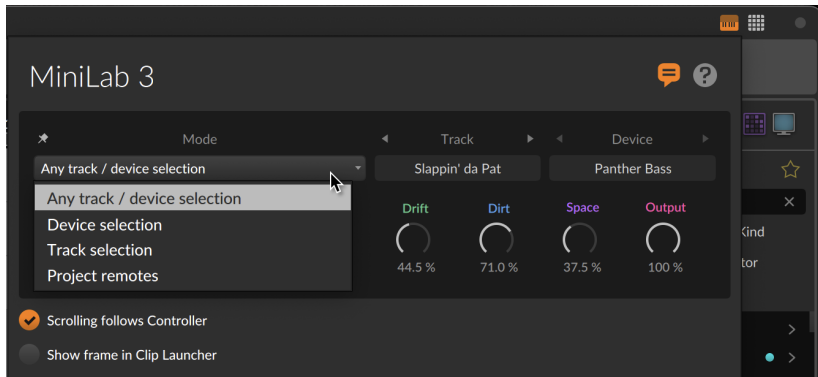 MiniLab 3
Mode
Track
Device
Any track / device selection
Slappin' da Pat
Panther Bass
Any track / device selection
Device selection
Track selection
Project remotes
Drift
Dirt
Space
Output
44.5 %
71.0 %
37.5 %
100 %
Kind
tor
Scrolling follows Controller
Show frame in Clip Launcher